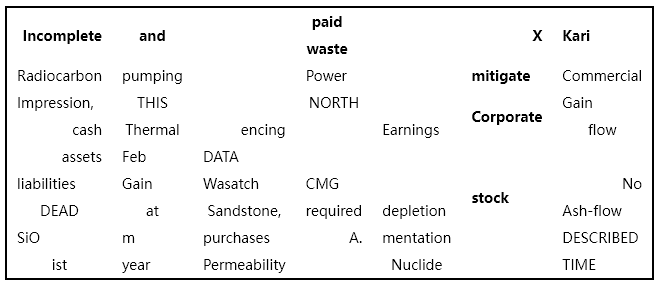 Incomplete and paid waste X Kari
Radiocarbon pumping Power mitigate Commercial
Impression, THIS NORTH Corporate Gain
cash Thermal encing Earnings flow
assets Feb DATA stock
liabilities Gain Wasatch CMG No
DEAD at Sandstone, required depletion Ash-flow
SiO m purchases A. mentation DESCRIBED
ist year Permeability Nuclide TIME